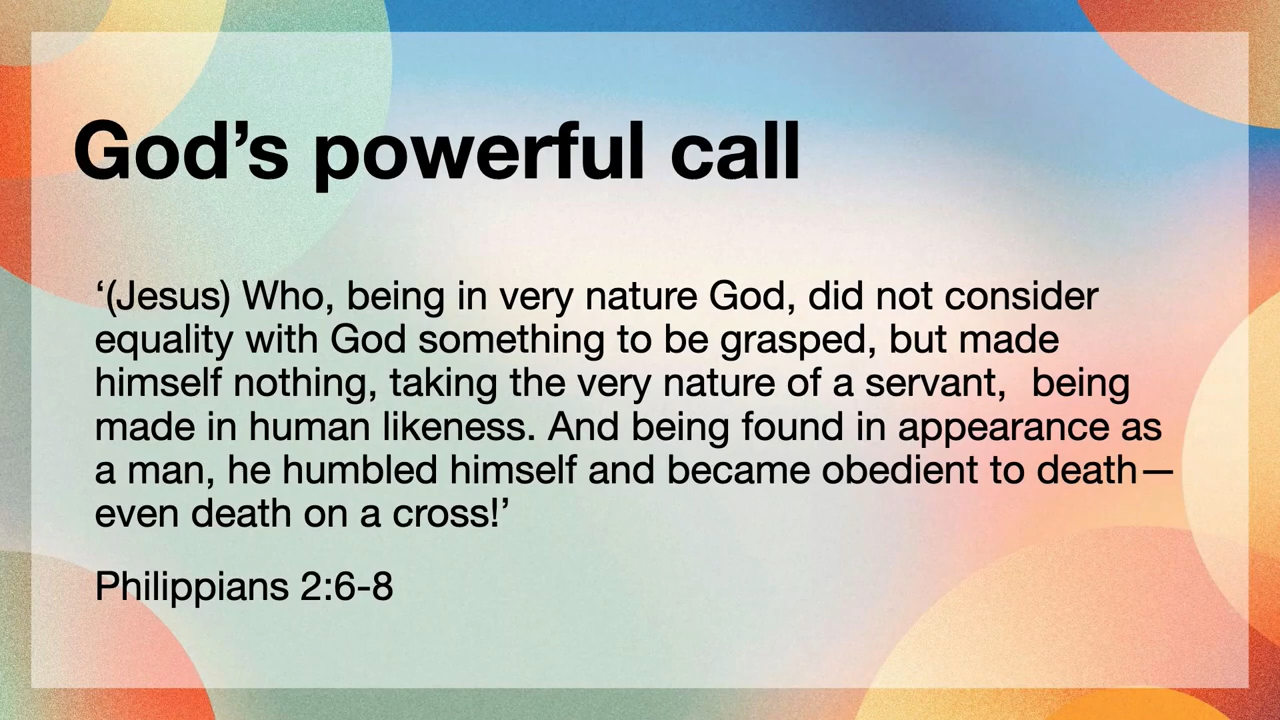 God’s powerful call
‘(Jesus) Who, being in very nature God, did not consider
equality with God something to be grasped, but made
himself nothing, taking the very nature of a servant,  being
made in human likeness. And being found in appearance as
a man, he humbled himself and became obedient to death—
even death on a cross!’
Philippians 2:6-8